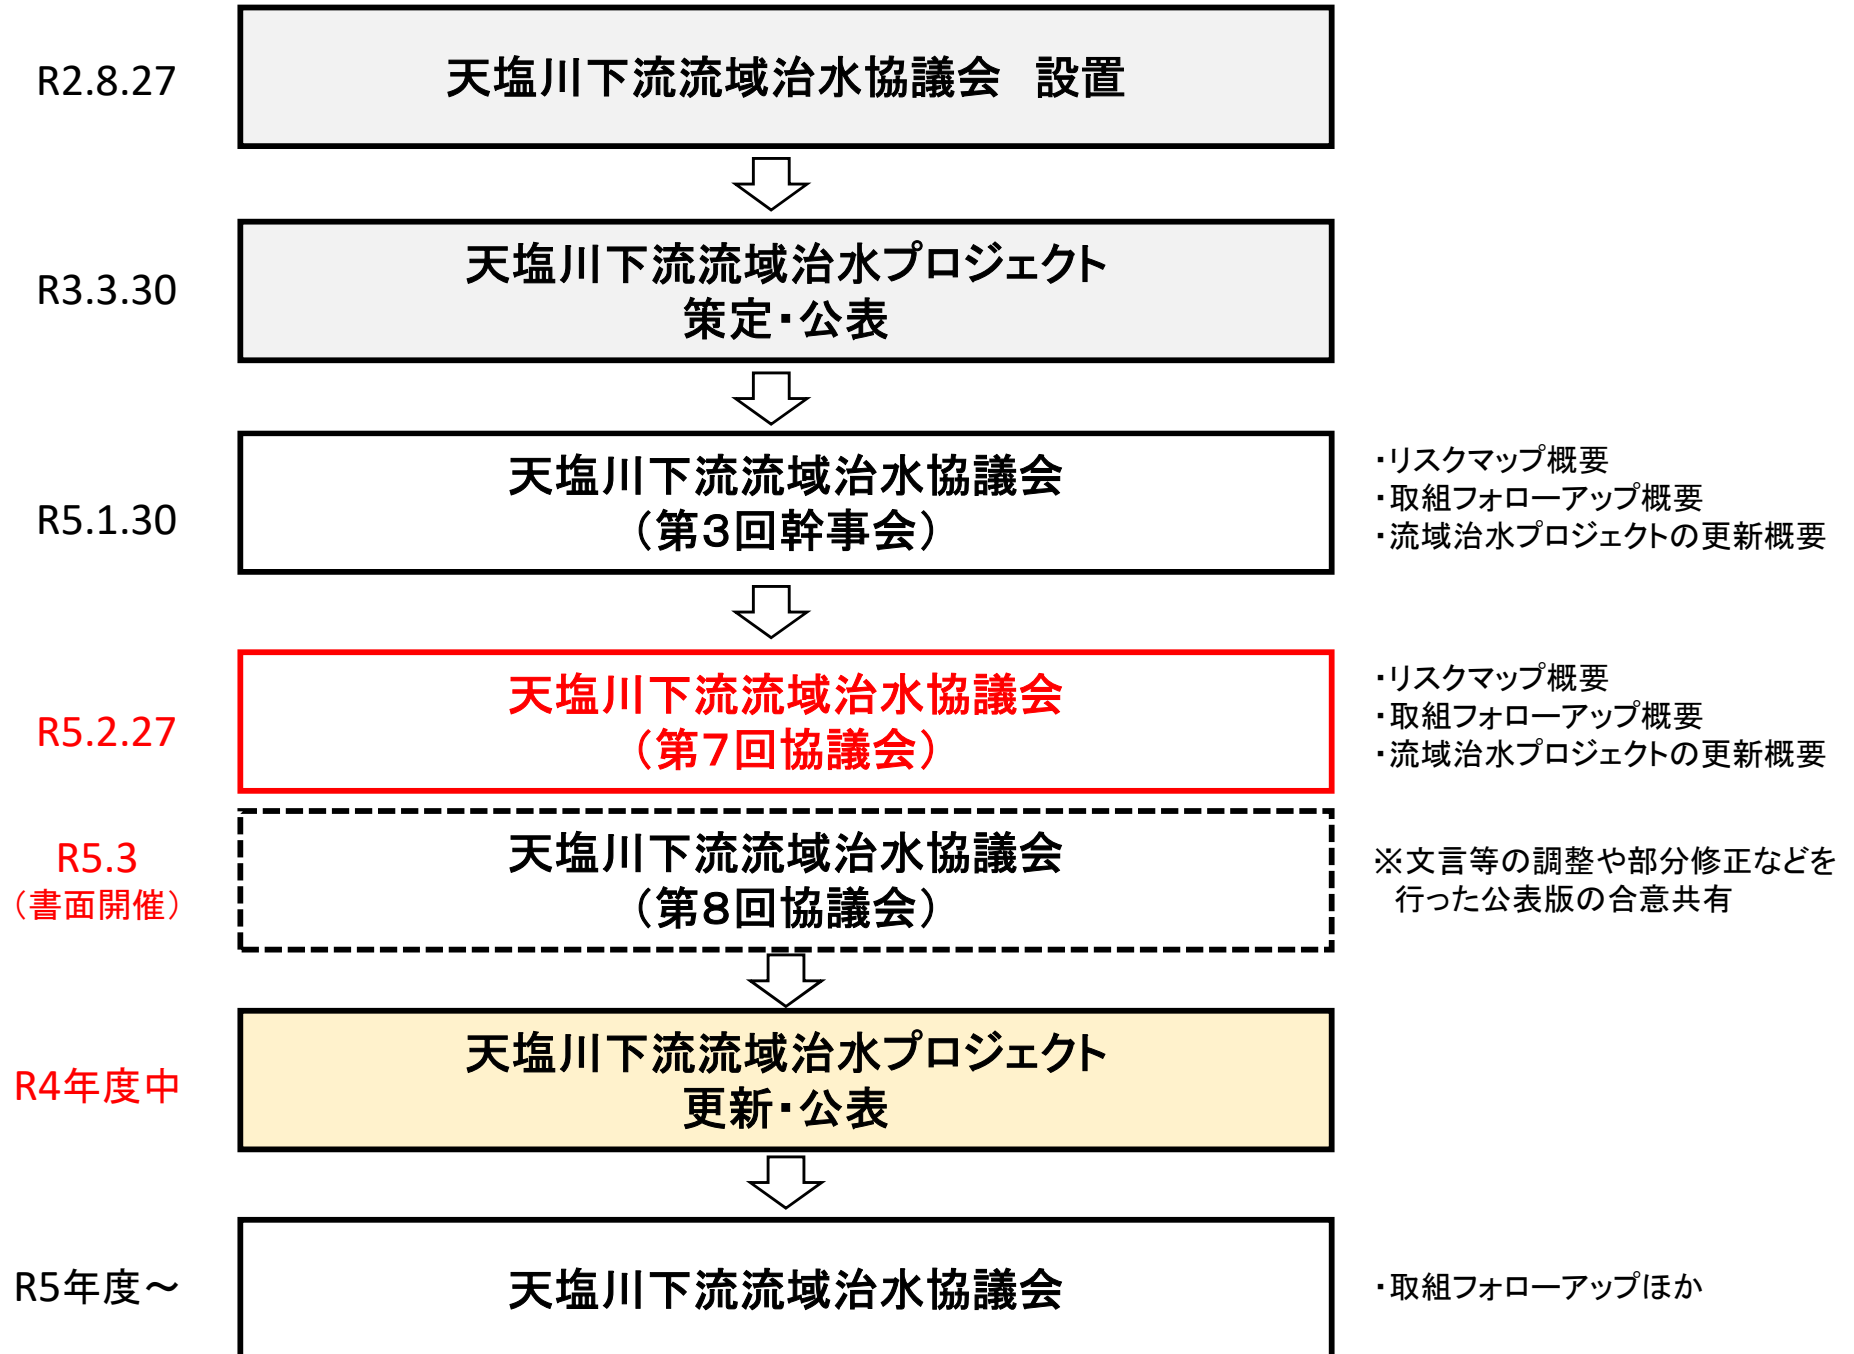 R2.8.27
天塩川下流流域治水協議会　設置
R3.3.30
天塩川下流流域治水プロジェクト
策定・公表
R5.1.30
天塩川下流流域治水協議会
（第3回幹事会）
・リスクマップ概要
・取組フォローアップ概要
・流域治水プロジェクトの更新概要
R5.2.27
天塩川下流流域治水協議会
（第7回協議会）
・リスクマップ概要
・取組フォローアップ概要
・流域治水プロジェクトの更新概要
R5.3
（書面開催）
天塩川下流流域治水協議会
（第8回協議会）
※文言等の調整や部分修正などを
行った公表版の合意共有
R4年度中
天塩川下流流域治水プロジェクト
更新・公表
R5年度～
天塩川下流流域治水協議会
・取組フォローアップほか